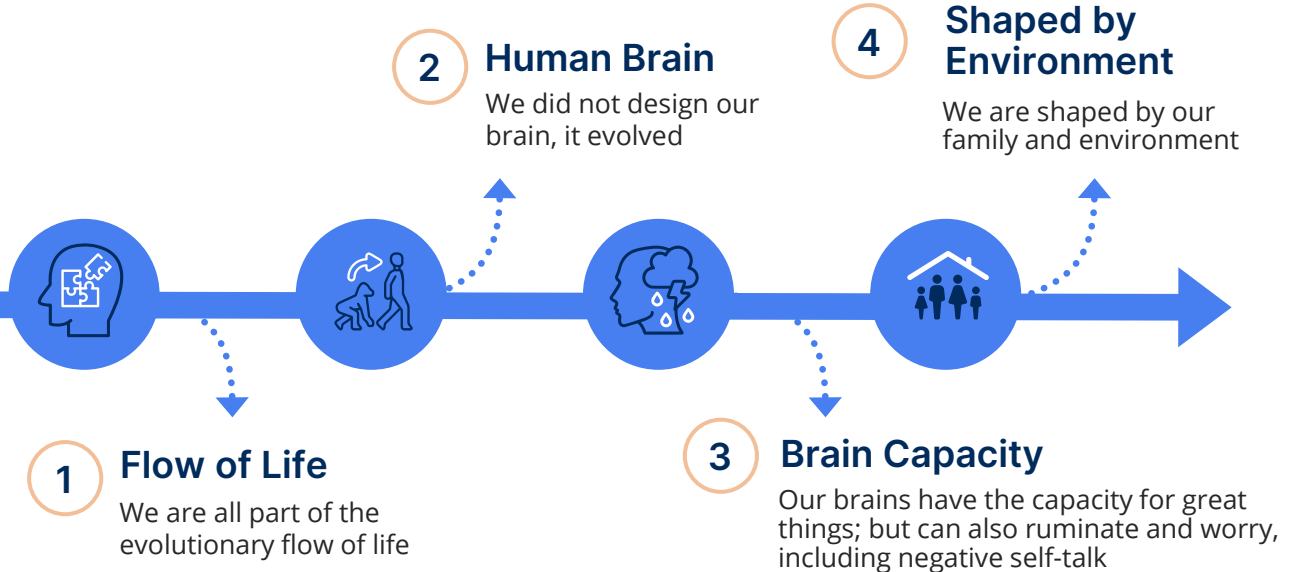 1
Flow of Life
We are all part of the
evolutionary flow of life
2
Human Brain
We did not design our
brain, it evolved
3
Brain Capacity
Our brains have the capacity for great
things; but can also ruminate and worry,
including negative self-talk
4
Shaped by
Environment
We are shaped by our
family and environment